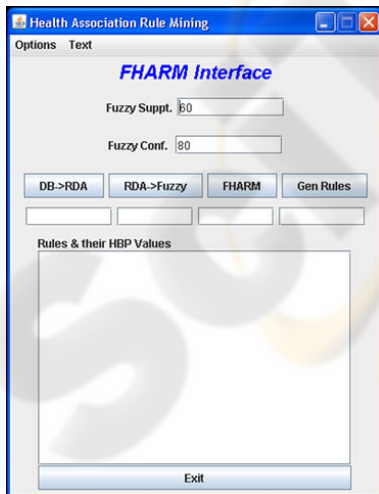 Health Association Rule Mining
Options Text
FHARM Interface
Fuzzy Suppt. 60
Fuzzy Conf. 80
DB->RDA RDA->Fuzzy FHARM Gen Rules
Rules & their HBP Values
Exit